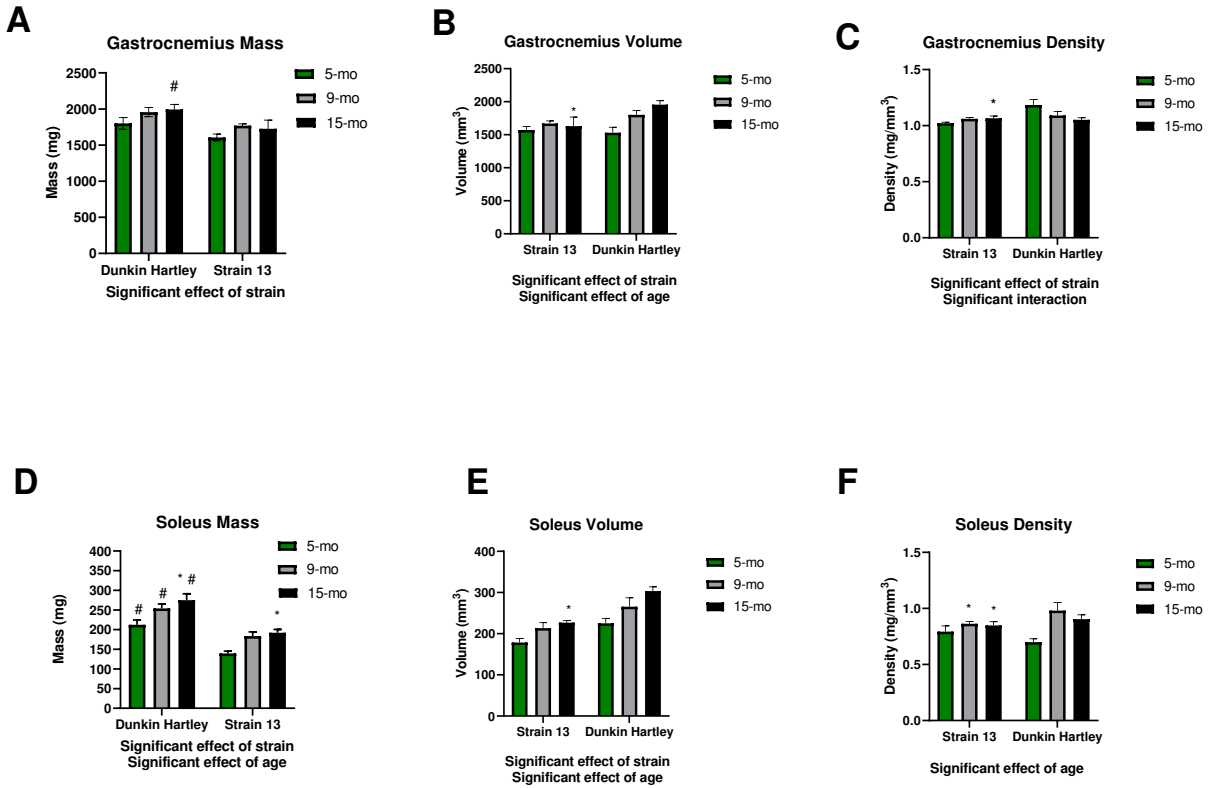 A
Gastrocnemius Mass
Mass (mg)
2500
2000
1500
1000
500
0
#
5-mo
9-mo
15-mo
Dunkin Hartley
Strain 13
Significant effect of strain
B
Gastrocnemius Volume
Volume (mm³)
2500
2000
1500
1000
500
0
*
5-mo
9-mo
15-mo
Strain 13
Dunkin Hartley
Significant effect of strain
Significant effect of age
C
Gastrocnemius Density
Density (mg/mm³)
1.5
1.0
0.5
0.0
*
5-mo
9-mo
15-mo
Strain 13
Dunkin Hartley
Significant effect of strain
Significant interaction
D
Soleus Mass
Mass (mg)
400
350
300
250
200
150
100
50
0
#
#
* #
*
5-mo
9-mo
15-mo
Dunkin Hartley
Strain 13
Significant effect of strain
Significant effect of age
E
Soleus Volume
Volume (mm³)
400
300
200
100
0
*
5-mo
9-mo
15-mo
Strain 13
Dunkin Hartley
Significant effect of strain
Significant effect of age
F
Soleus Density
Density (mg/mm³)
1.5
1.0
0.5
0.0
*
*
5-mo
9-mo
15-mo
Strain 13
Dunkin Hartley
Significant effect of age